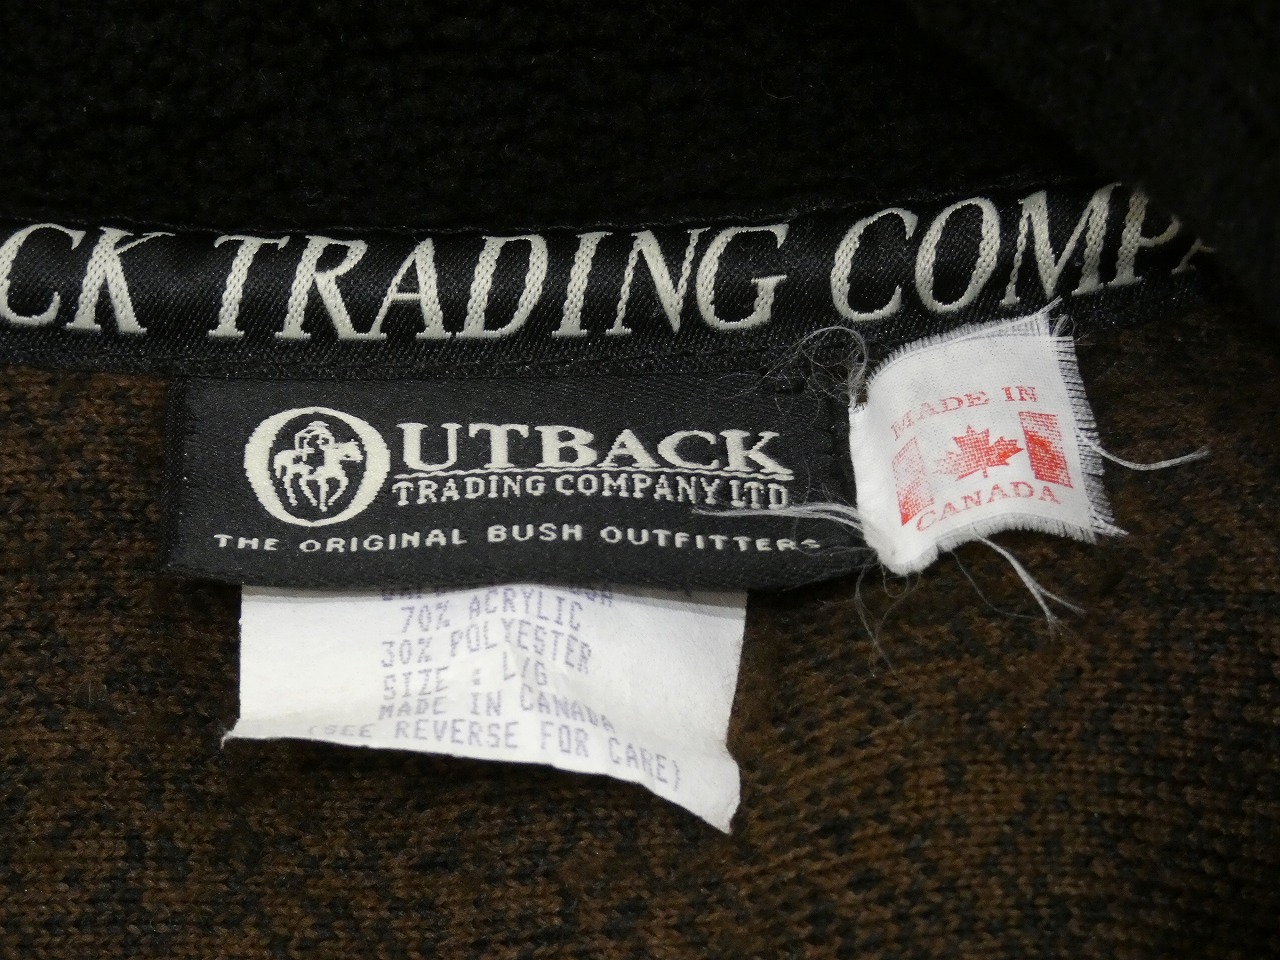 CK TRADING COMPA
OUTBACK
TRADING COMPANY LTD
THE ORIGINAL BUSH OUTFITTERS
MADE IN
CANADA
70% ACRYLIC
30% POLYESTER
SIZE : L/G
MADE IN CANADA
(SEE REVERSE FOR CARE)